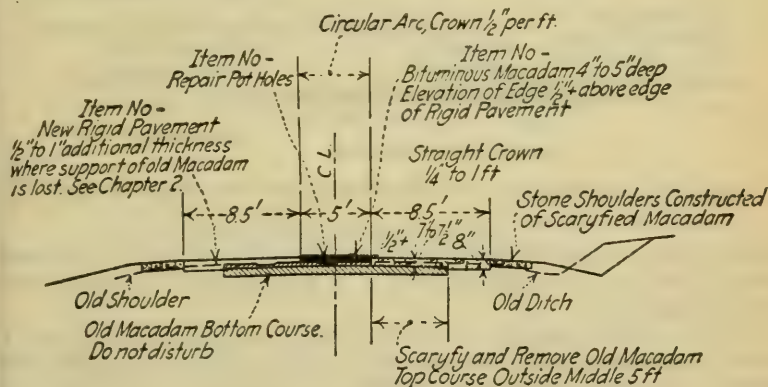 Circular Arc, Crown 1/2" per ft.
Item No -
Repair Pot Holes
Item No -
Bituminous Macadam 4" to 5" deep
Elevation of Edge 1/2"+ above edge
of Rigid Pavement
Item No -
New Rigid Pavement
1/2" to 1" additional thickness
where support of old Macadam
is lost. See Chapter 2.
C L
Straight Crown
1/4" to 1 ft
Stone Shoulders Constructed
of Scaryfied Macadam
8.5' 5' 8.5'
1/2"+ 7" to 7 1/2" 8"
Old Shoulder
Old Ditch
Old Macadam Bottom Course.
Do not disturb
Scaryfy and Remove Old Macadam
Top Course Outside Middle 5 ft